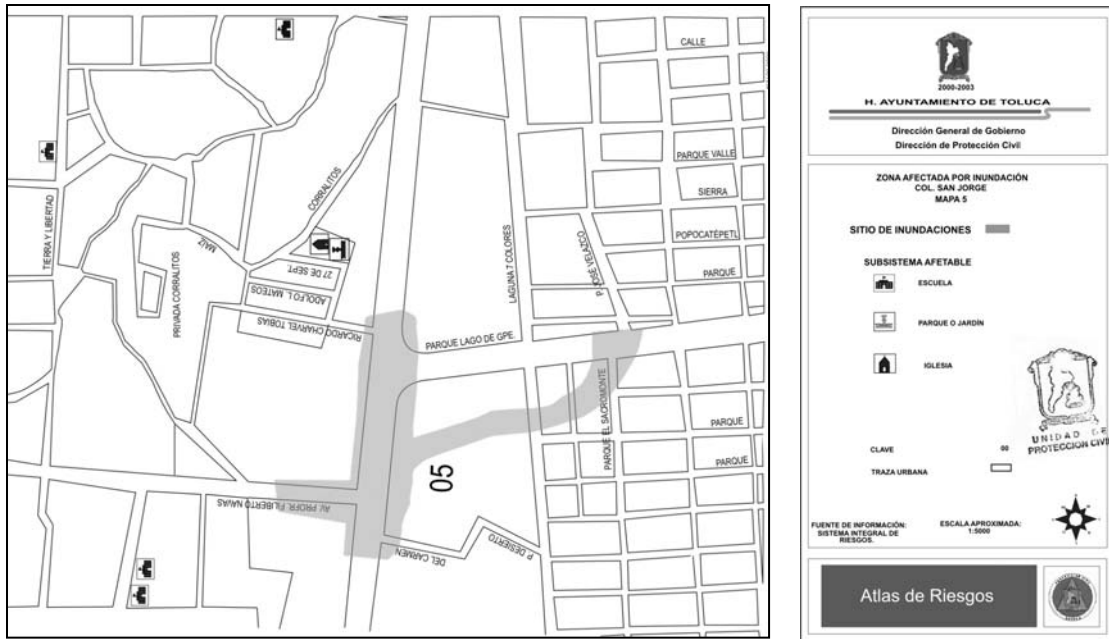 CALLE
PARQUE VALLE
SIERRA
POPOCATÉPETL
PARQUE
TIERRA Y LIBERTAD
CORRALITOS
MAÍZ
PRIVADA CORRALITOS
27 DE SEPT.
ADOLFO L. MATEOS
RICARDO CHARVEL TOBIAS
LAGUNA 7 COLORES
P. JOSE VELAZCO
PARQUE LAGO DE GPE.
PARQUE EL SACROMONTE
PARQUE
PARQUE
AV. PROFR. FILIBERTO NAVAS
05
DEL CARMEN
P. DESIERTO
2000-2003
H. AYUNTAMIENTO DE TOLUCA
Dirección General de Gobierno
Dirección de Protección Civil
ZONA AFECTADA POR INUNDACIÓN
COL. SAN JORGE
MAPA 5
SITIO DE INUNDACIONES
SUBSISTEMA AFETABLE
ESCUELA
PARQUE O JARDÍN
IGLESIA
UNIDAD DE
PROTECCION CIVI
CLAVE 00
TRAZA URBANA
FUENTE DE INFORMACIÓN:
SISTEMA INTEGRAL DE
RIESGOS.
ESCALA APROXIMADA:
1:5000
Atlas de Riesgos